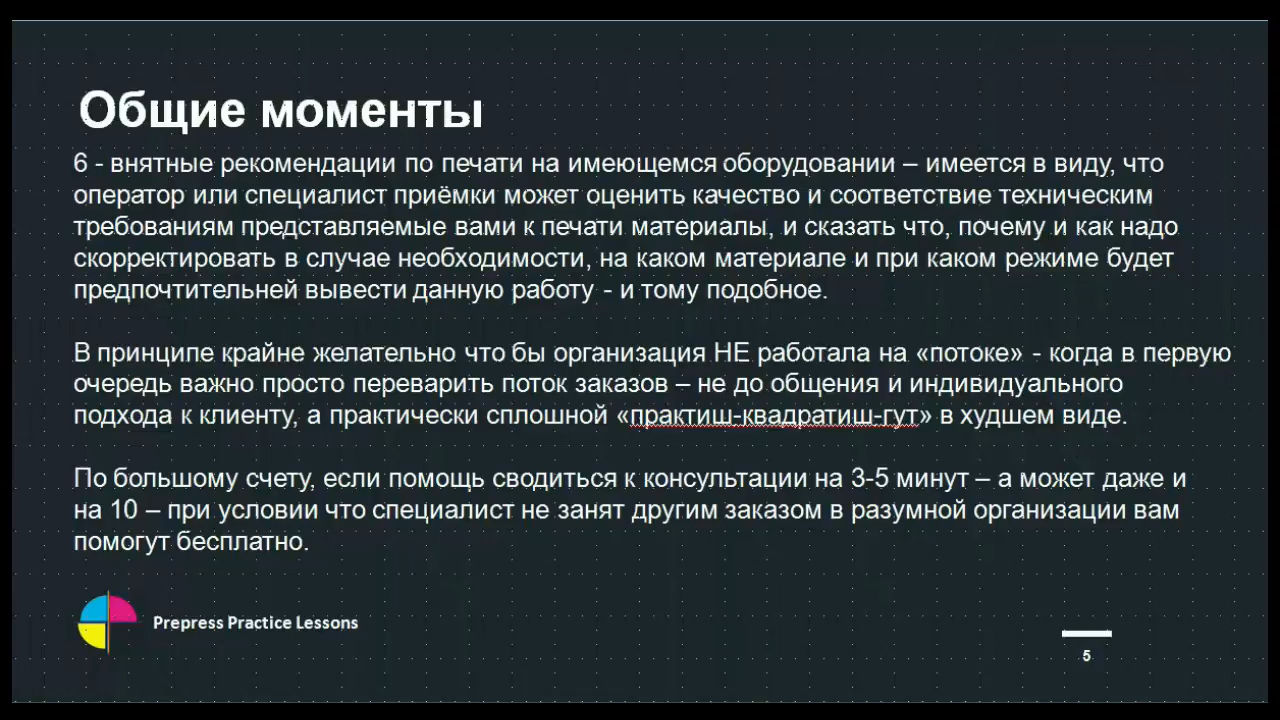 Общие моменты
6 - внятные рекомендации по печати на имеющемся оборудовании – имеется в виду, что
оператор или специалист приёмки может оценить качество и соответствие техническим
требованиям представляемые вами к печати материалы, и сказать что, почему и как надо
скорректировать в случае необходимости, на каком материале и при каком режиме будет
предпочтительней вывести данную работу - и тому подобное.
В принципе крайне желательно что бы организация НЕ работала на «потоке» - когда в первую
очередь важно просто переварить поток заказов – не до общения и индивидуального
подхода к клиенту, а практически сплошной «практиш-квадратиш-гут» в худшем виде.
По большому счету, если помощь сводиться к консультации на 3-5 минут – а может даже и
на 10 – при условии что специалист не занят другим заказом в разумной организации вам
помогут бесплатно.
Prepress Practice Lessons
5